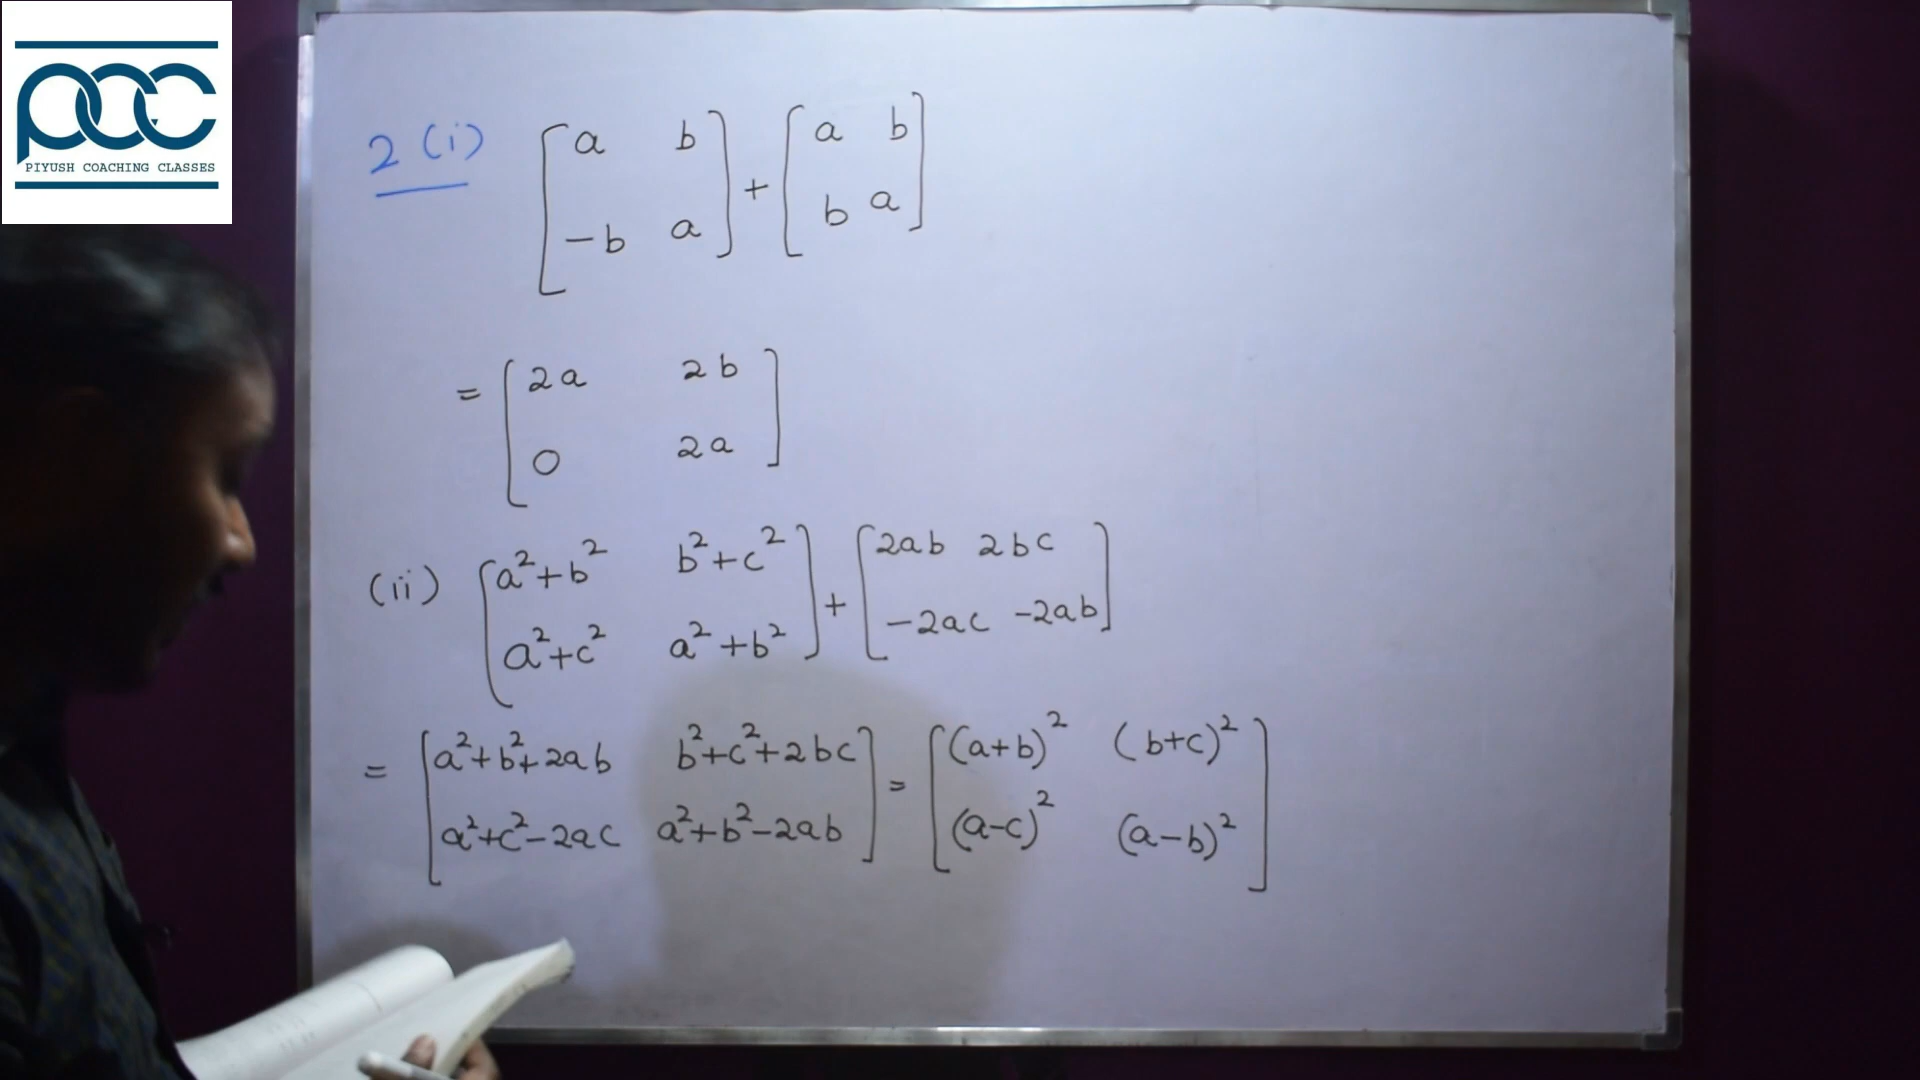 PCC
PIYUSH COACHING CLASSES
2 (i) [a b
-b a] + [a b
b a]
= [2a 2b
0 2a]
(ii) [a²+b² b²+c²
a²+c² a²+b²] + [2ab 2bc
-2ac -2ab]
= [a²+b²+2ab b²+c²+2bc
a²+c²-2ac a²+b²-2ab] = [(a+b)² (b+c)²
(a-c)² (a-b)²]